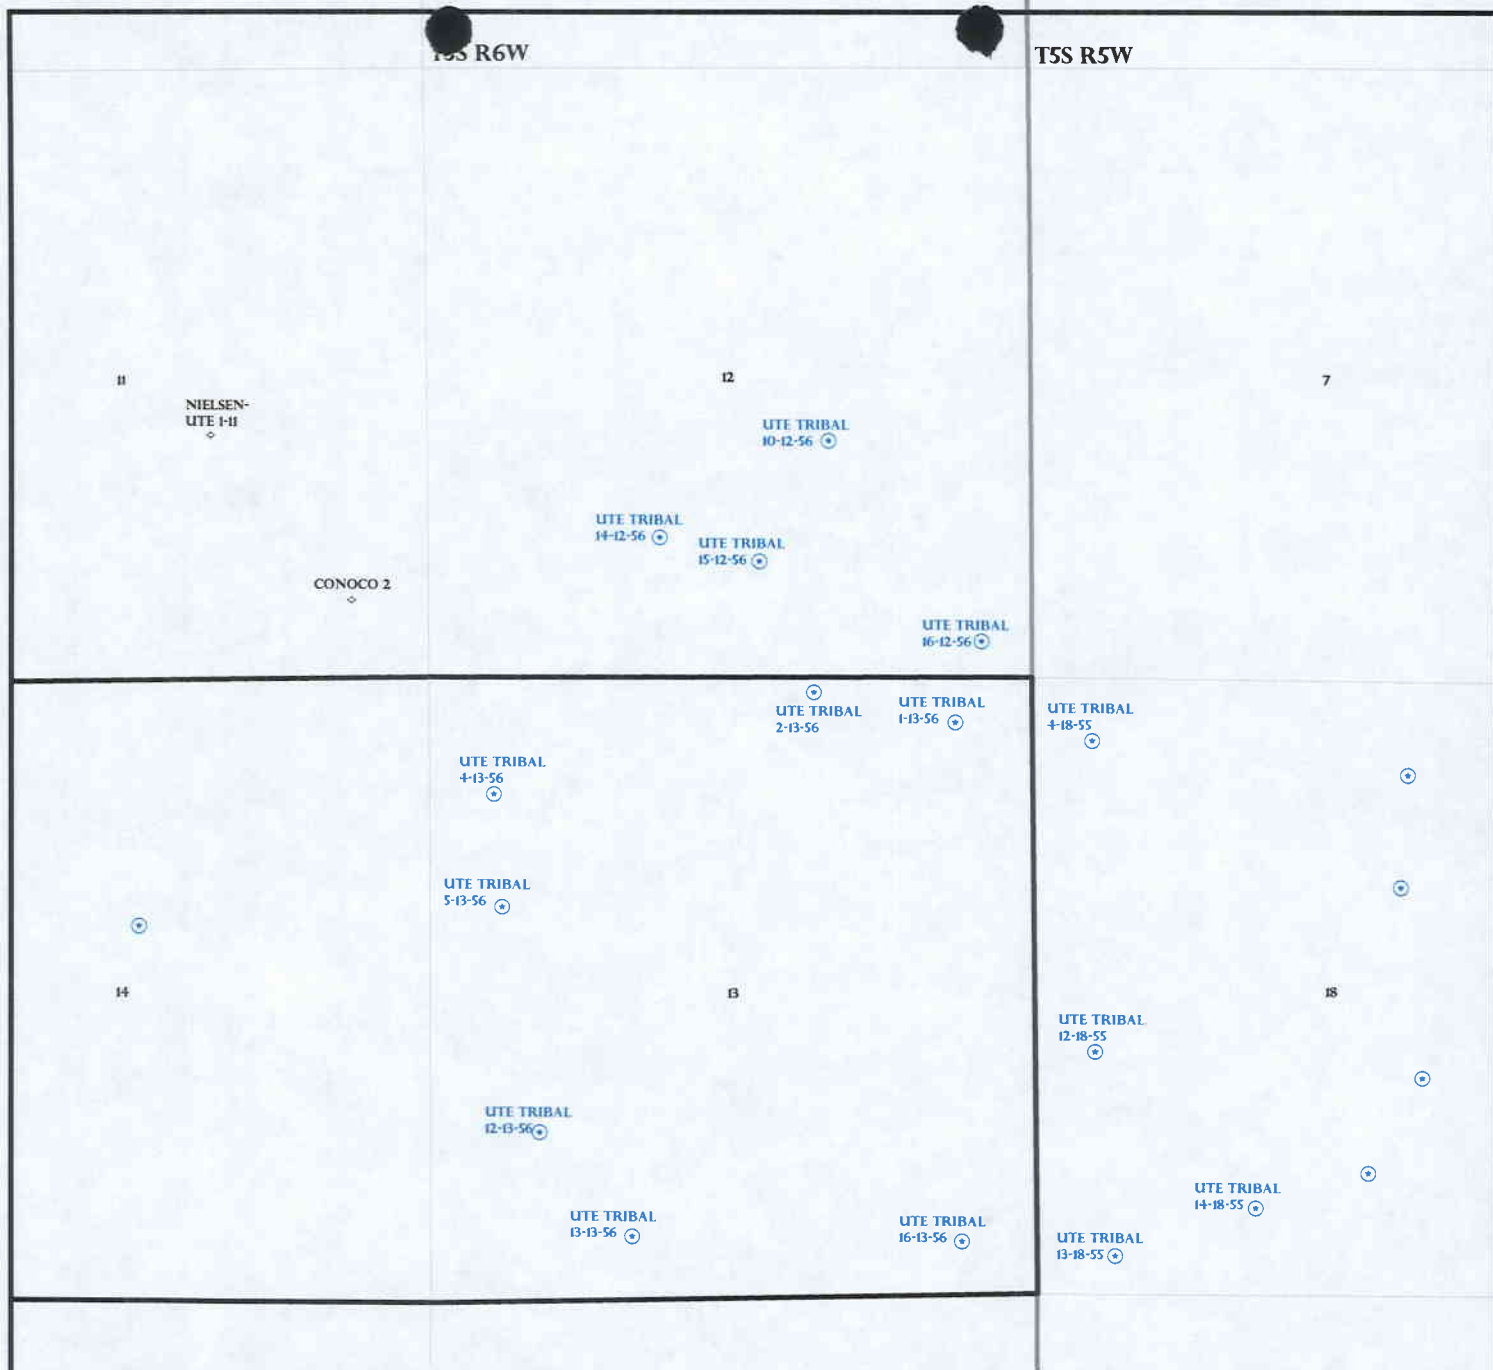 R6W
T5S R5W
11
12
7
NIELSEN-
UTE 1-11
UTE TRIBAL
10-12-56
UTE TRIBAL
14-12-56
UTE TRIBAL
15-12-56
CONOCO 2
UTE TRIBAL
16-12-56
UTE TRIBAL
2-13-56
UTE TRIBAL
1-13-56
UTE TRIBAL
4-18-55
UTE TRIBAL
4-13-56
UTE TRIBAL
5-13-56
14
13
18
UTE TRIBAL
12-18-55
UTE TRIBAL
12-13-56
UTE TRIBAL
14-18-55
UTE TRIBAL
13-13-56
UTE TRIBAL
16-13-56
UTE TRIBAL
13-18-55